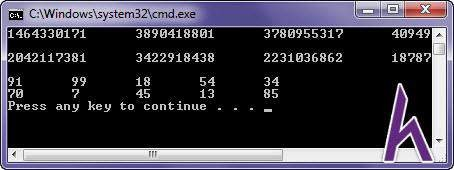 C:\Windows\system32\cmd.exe
1464330171 3890418801 3780955317 40949
2042117381 3422918438 2231036862 18787
91 99 18 54 34
70 7 45 13 85
Press any key to continue . . . _